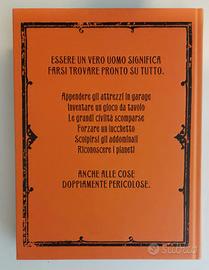 ESSERE UN VERO UOMO SIGNIFICA
FARSI TROVARE PRONTO SU TUTTO.
Appendere gli attrezzi in garage
Inventare un gioco da tavolo
Le grandi civiltà scomparse
Forzare un lucchetto
Scolpirsi gli addominali
Riconoscere i pianeti
ANCHE ALLE COSE
DOPPIAMENTE PERICOLOSE.
Subito